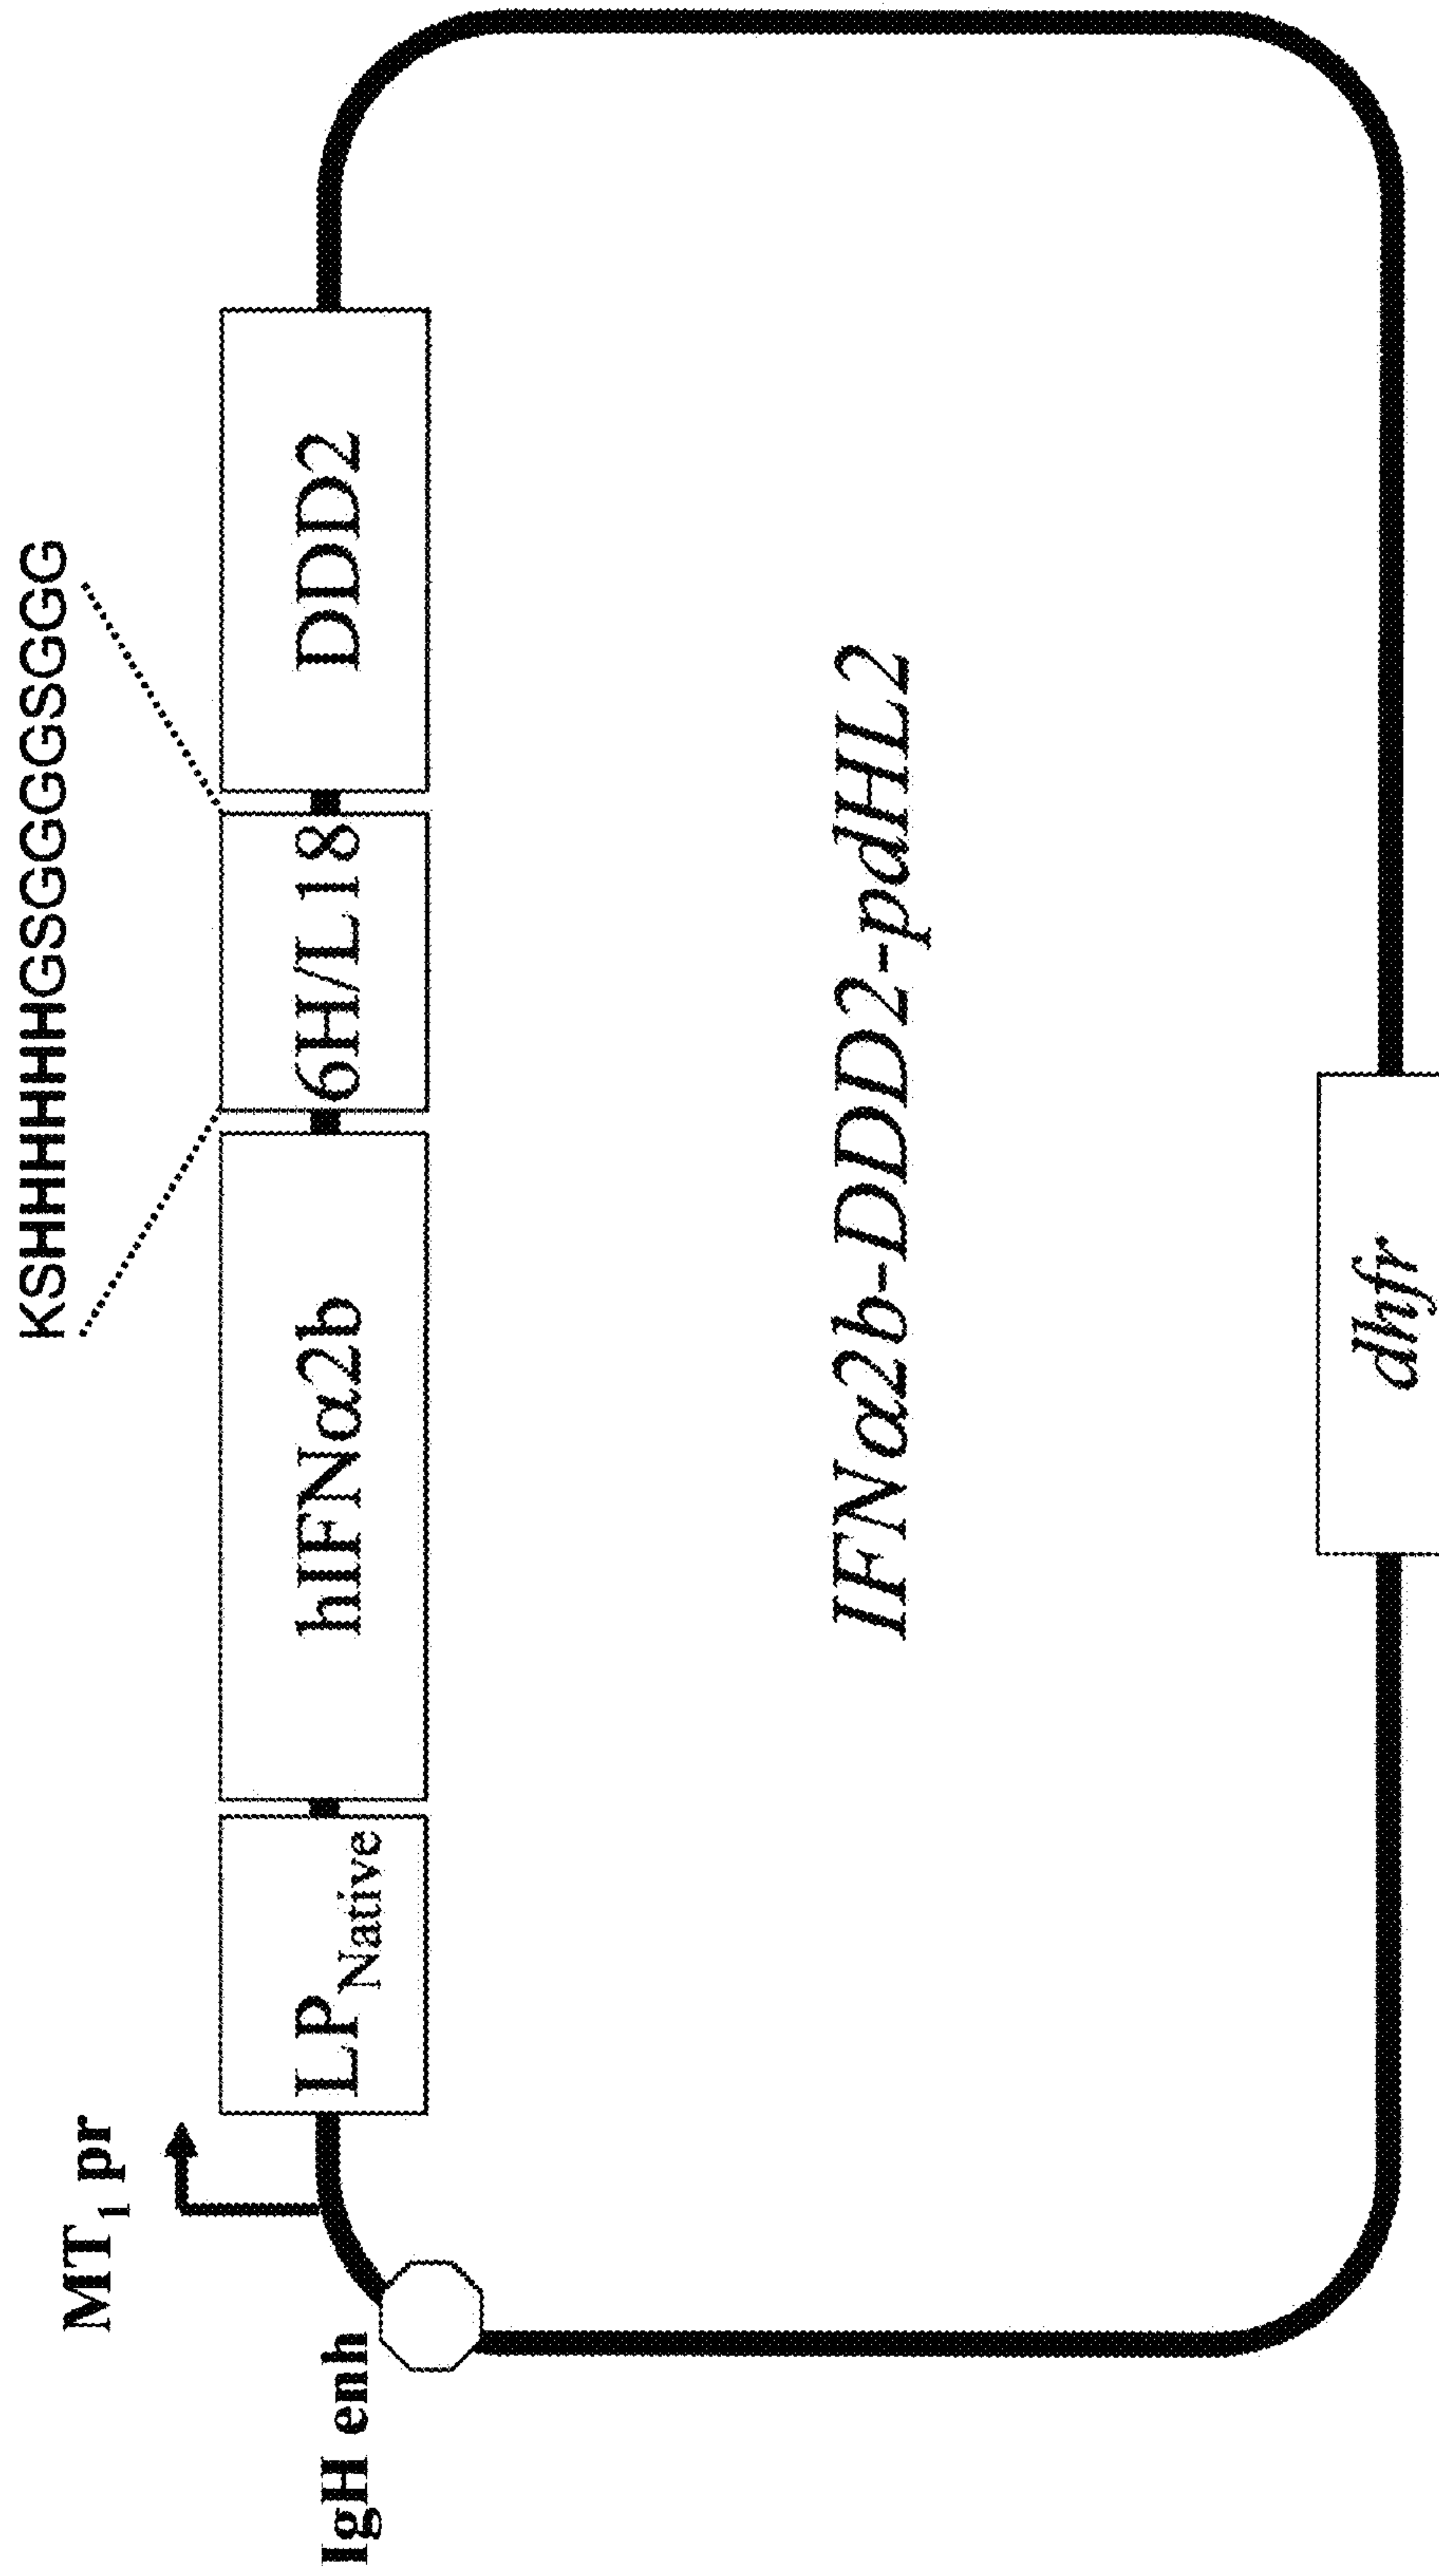 KSHHHHHHGSGGGGSGGG
MT1 pr
IgH enh
LPNative
hIFNα2b
6H/L18
DDD2
IFNα2b-DDD2-pdHL2
dhfr